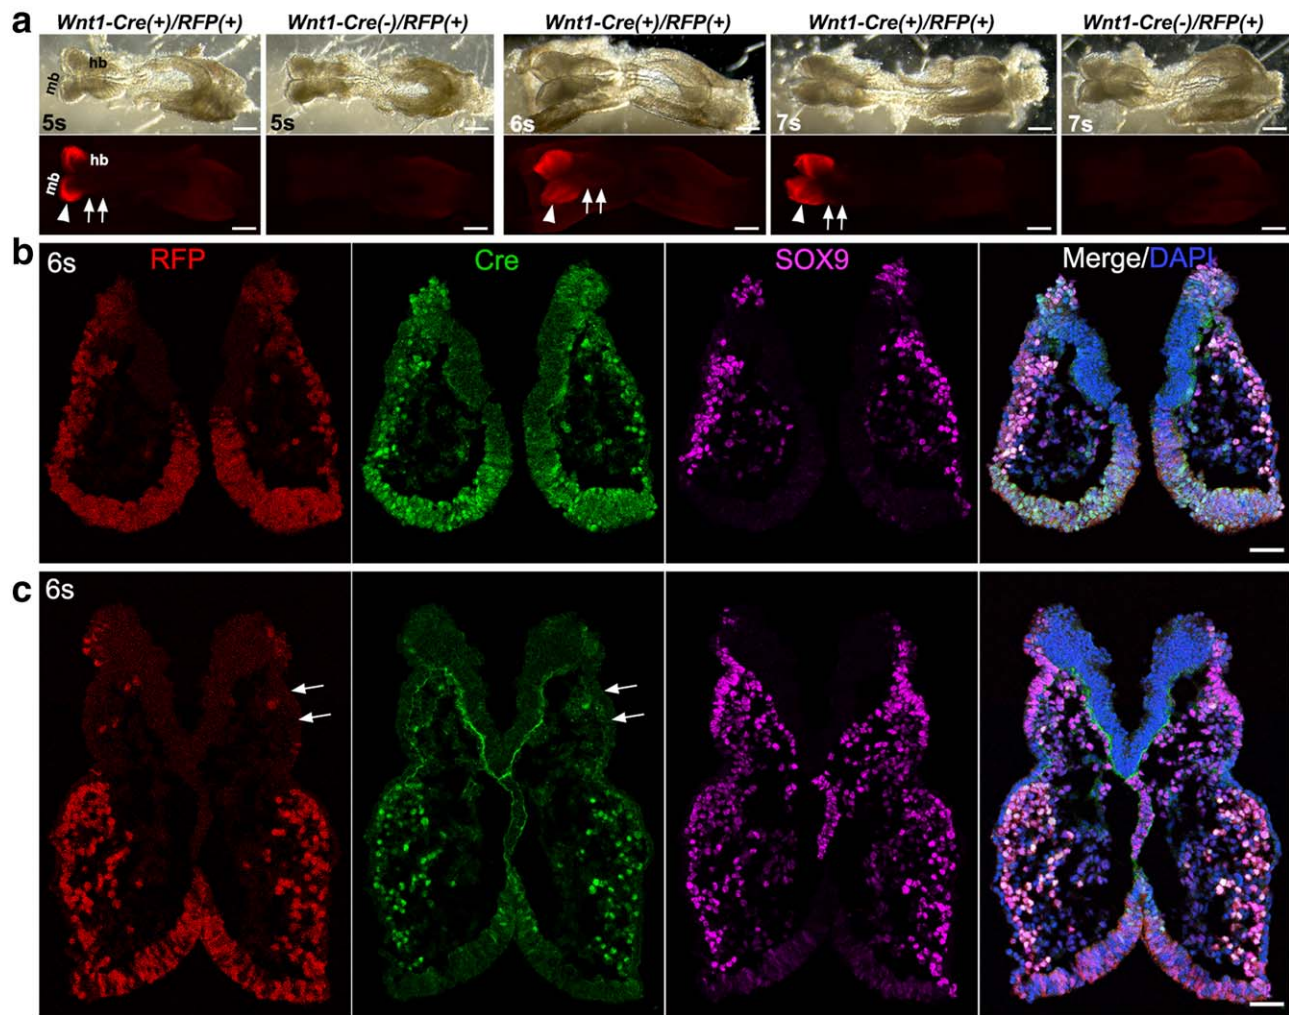 a
Wnt1-Cre(+)/RFP(+) Wnt1-Cre(-)/RFP(+) Wnt1-Cre(+)/RFP(+) Wnt1-Cre(+)/RFP(+) Wnt1-Cre(-)/RFP(+)
mb hb
5s 5s 6s 7s 7s
mb hb
b
6s RFP Cre SOX9 Merge/DAPI
c
6s